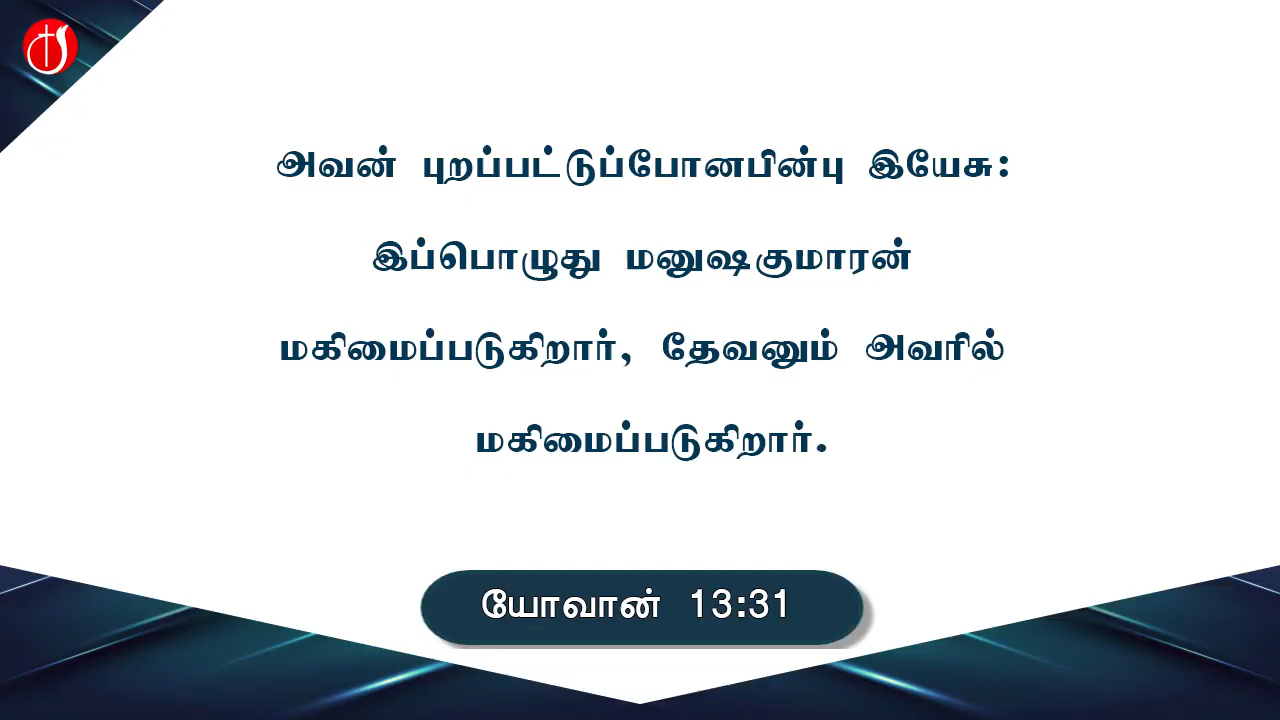 அவன் புறப்பட்டுப்போனபின்பு இயேசு:
இப்பொழுது மனுஷகுமாரன்
மகிமைப்படுகிறார், தேவனும் அவரில்
மகிமைப்படுகிறார்.
யோவான் 13:31